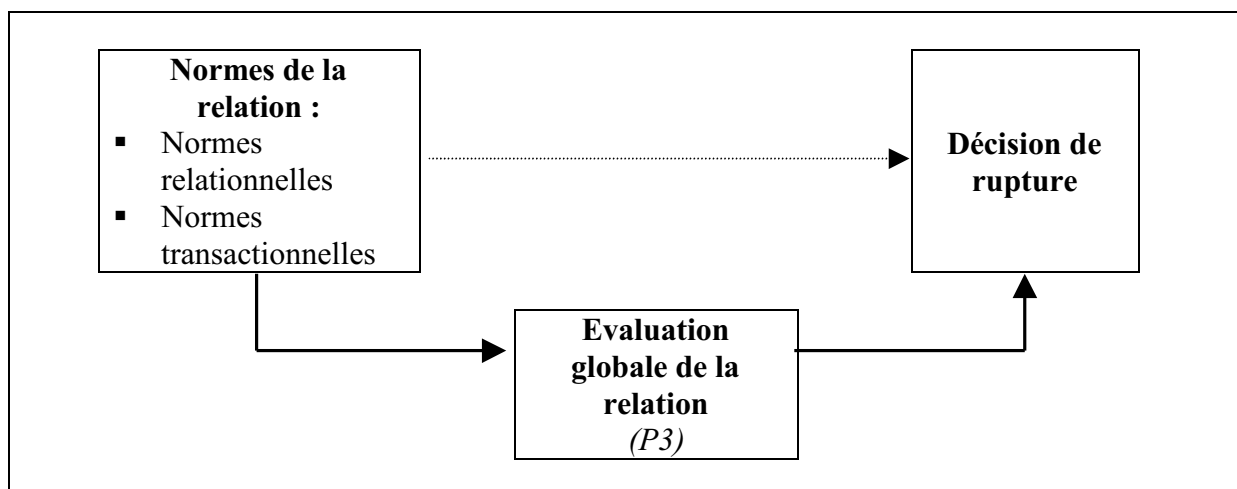 Normes de la
relation :
▪ Normes
relationnelles
▪ Normes
transactionnelles
Décision de
rupture
Evaluation
globale de la
relation
(P3)